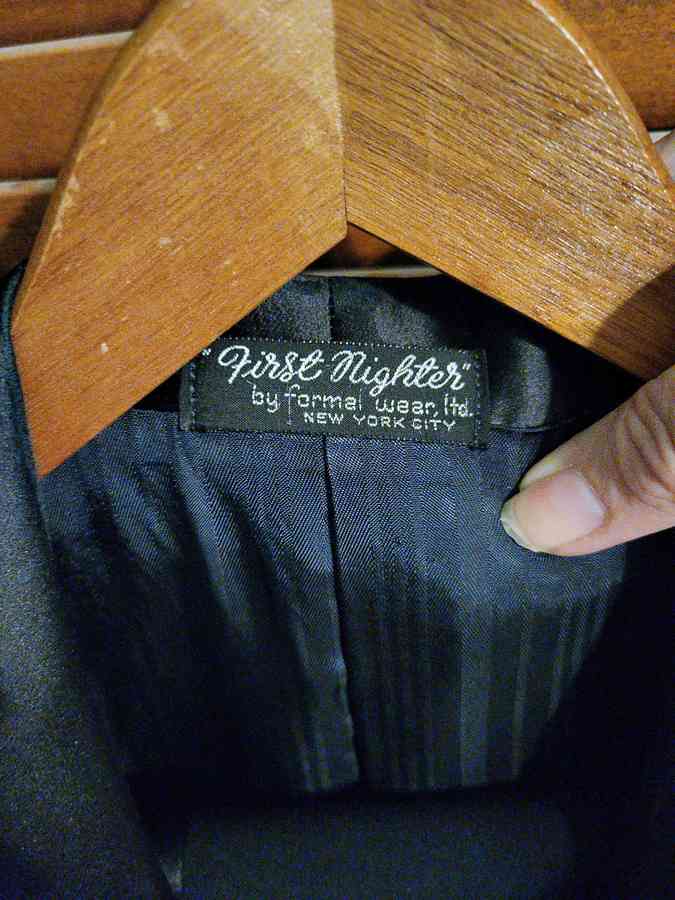 "First Nighter"
by formal wear, ltd.
NEW YORK CITY